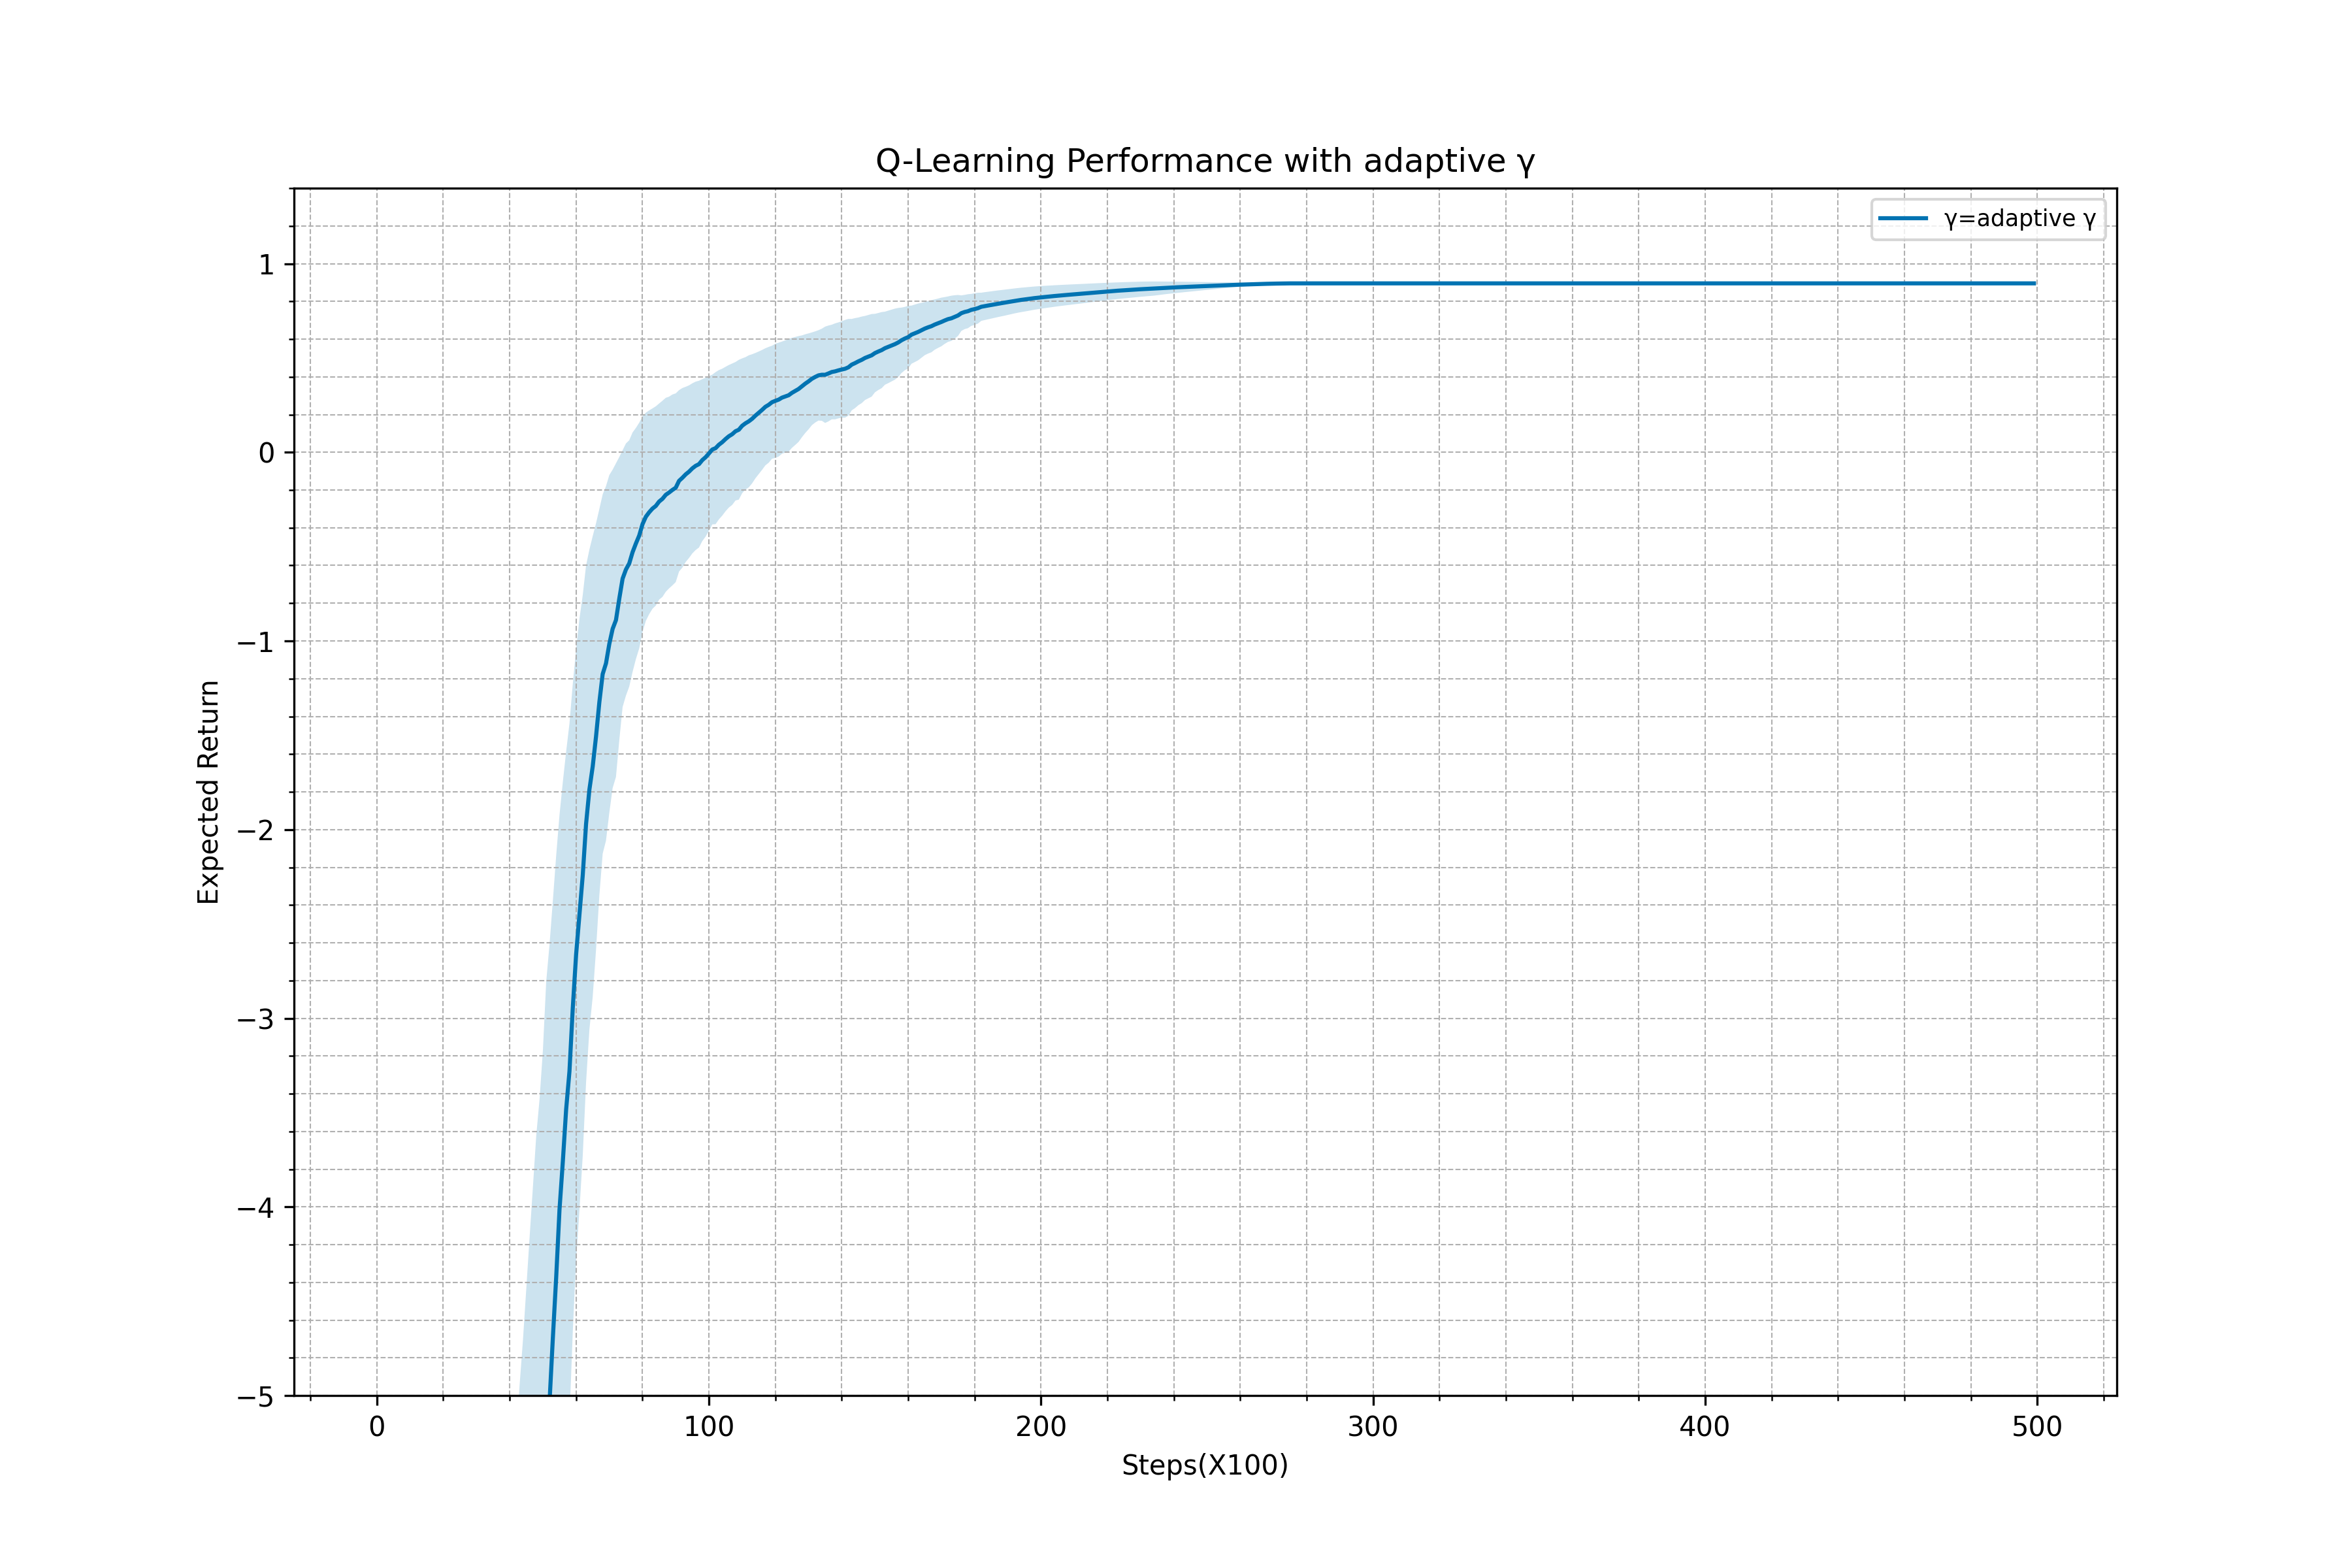 Q-Learning Performance with adaptive γ
γ=adaptive γ
1
0
−1
−2
−3
−4
−5
Expected Return
0 100 200 300 400 500
Steps(X100)